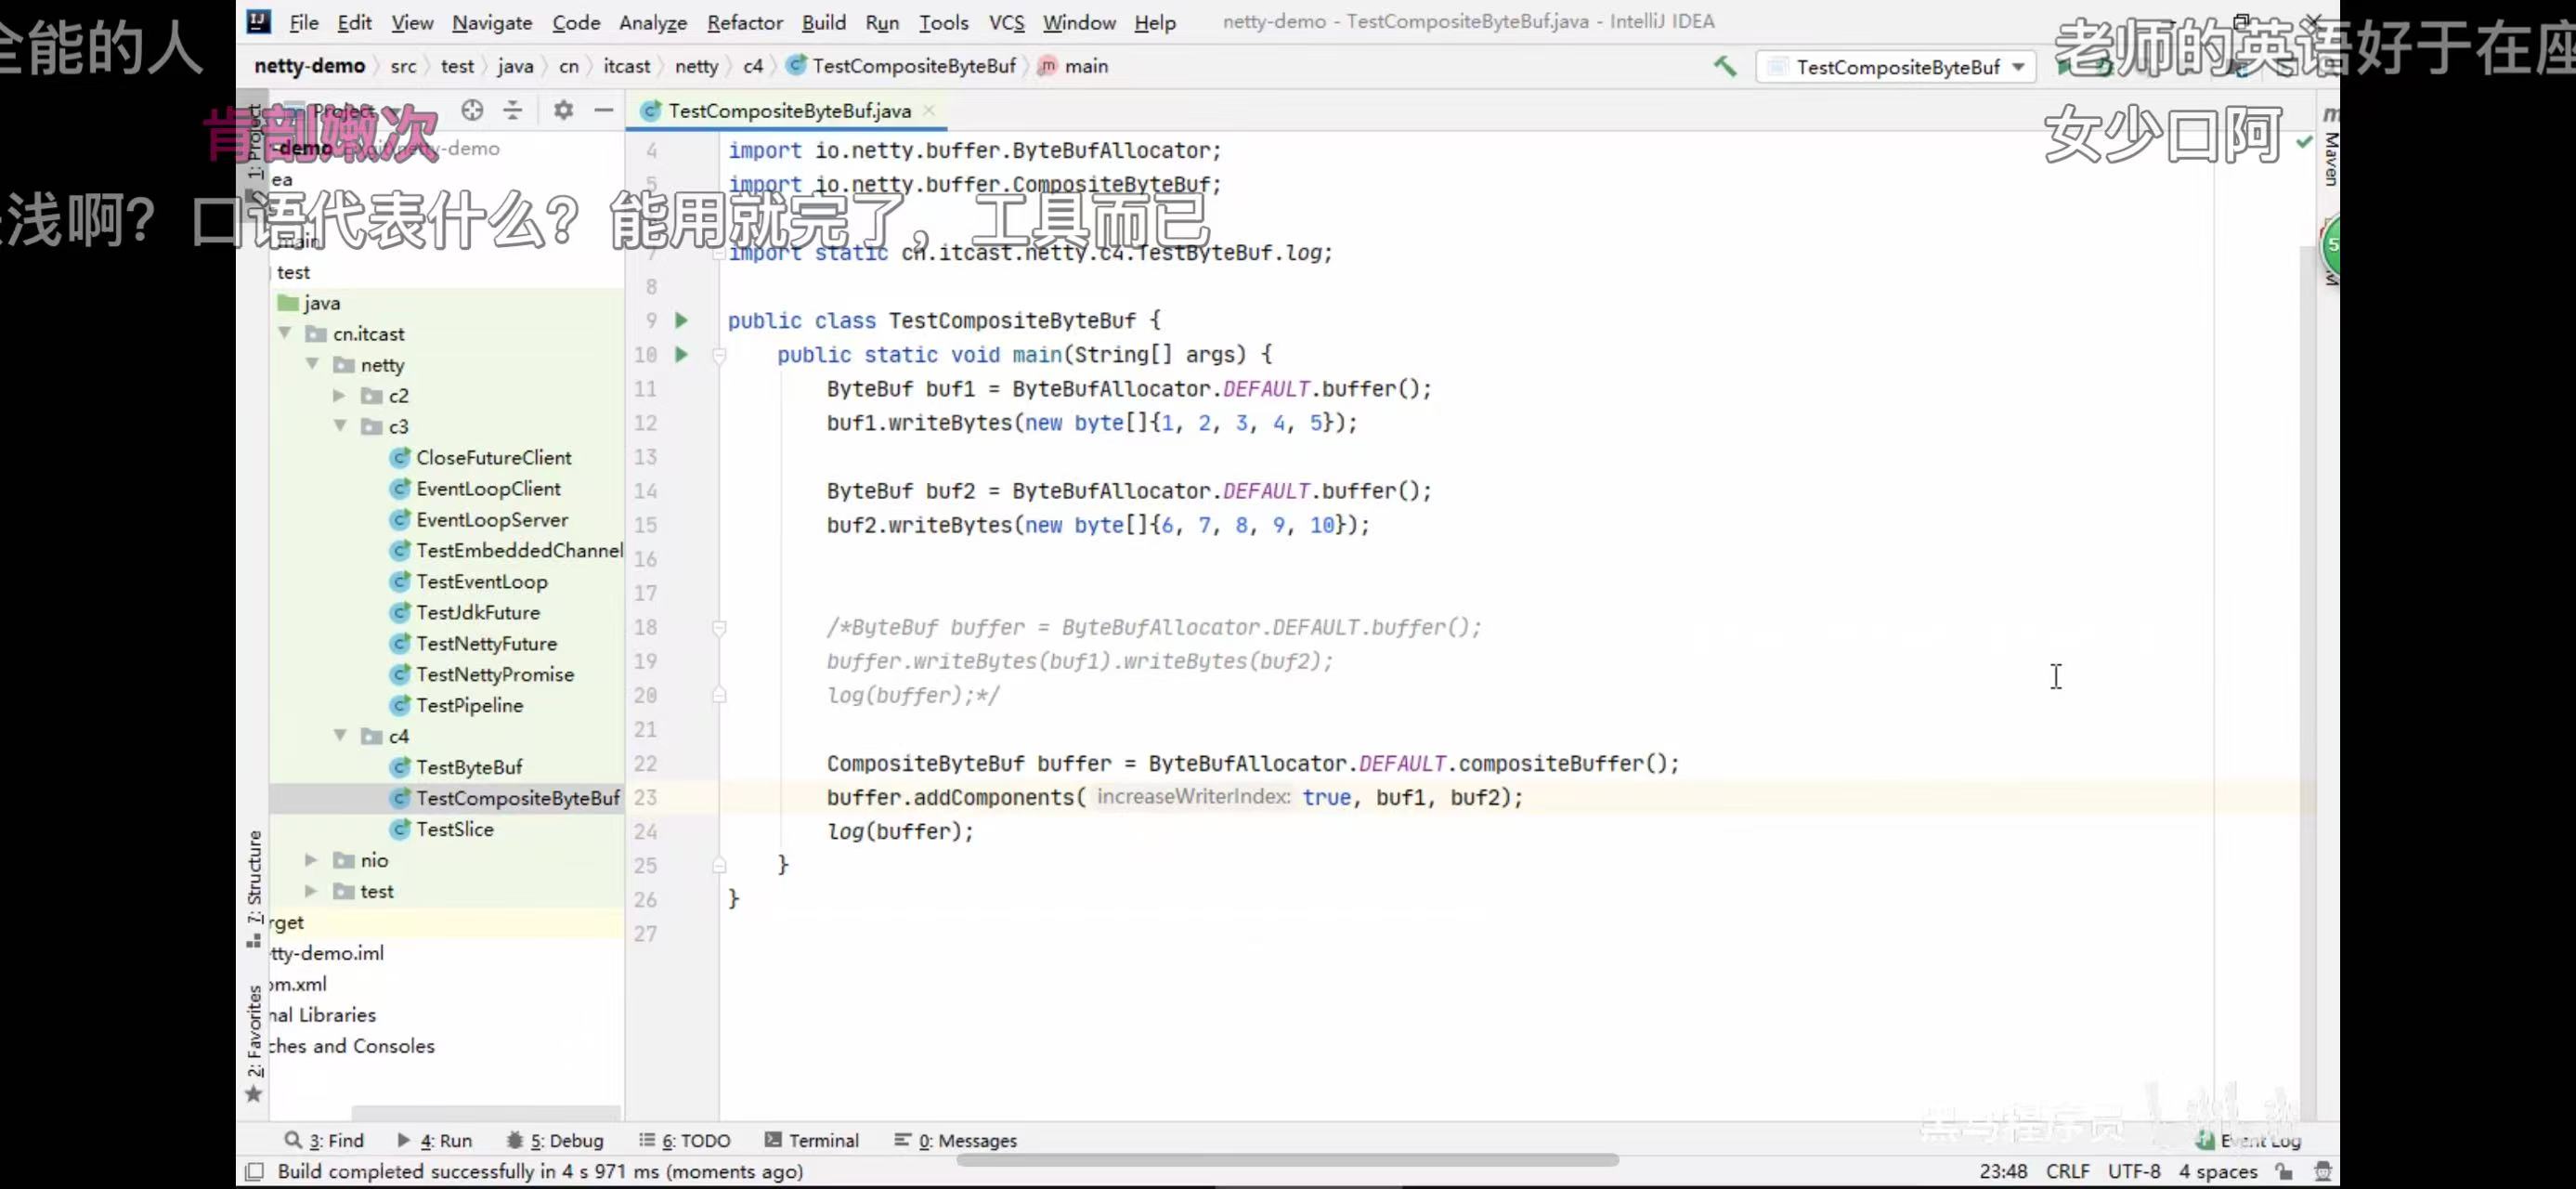 File Edit View Navigate Code Analyze Refactor Build Run Tools VCS Window Help netty-demo - TestCompositeByteBuf.java - IntelliJ IDEA
全能的人
老师的英语好于在座
netty-demo src test java cn itcast netty c4 TestCompositeByteBuf main
TestCompositeByteBuf
1: Project
Project
TestCompositeByteBuf.java
肯剖嫩次
女少口阿
Maven
-demo netty-demo
ea
浅啊？口语代表什么？能用就完了，工具而已
main
test
java
cn.itcast
netty
c2
c3
CloseFutureClient
EventLoopClient
EventLoopServer
TestEmbeddedChannel
TestEventLoop
TestJdkFuture
TestNettyFuture
TestNettyPromise
TestPipeline
c4
TestByteBuf
TestCompositeByteBuf
TestSlice
nio
test
rget
tty-demo.iml
om.xml
nal Libraries
ches and Consoles
7: Structure
2: Favorites
4 import io.netty.buffer.ByteBufAllocator;
5 import io.netty.buffer.CompositeByteBuf;
7 import static cn.itcast.netty.c4.TestByteBuf.log;
8
9 public class TestCompositeByteBuf {
10 public static void main(String[] args) {
11 ByteBuf buf1 = ByteBufAllocator.DEFAULT.buffer();
12 buf1.writeBytes(new byte[]{1, 2, 3, 4, 5});
13
14 ByteBuf buf2 = ByteBufAllocator.DEFAULT.buffer();
15 buf2.writeBytes(new byte[]{6, 7, 8, 9, 10});
16
17
18 /*ByteBuf buffer = ByteBufAllocator.DEFAULT.buffer();
19 buffer.writeBytes(buf1).writeBytes(buf2);
20 log(buffer);*/
21
22 CompositeByteBuf buffer = ByteBufAllocator.DEFAULT.compositeBuffer();
23 buffer.addComponents( increaseWriterIndex: true, buf1, buf2);
24 log(buffer);
25 }
26 }
27
黑马程序员
3: Find 4: Run 5: Debug 6: TODO Terminal 0: Messages Event Log
Build completed successfully in 4 s 971 ms (moments ago) 23:48 CRLF UTF-8 4 spaces